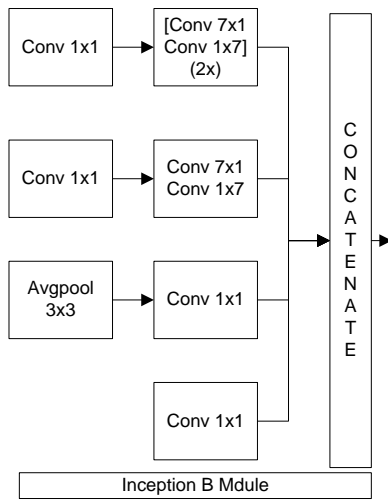 Conv 1x1
[Conv 7x1
Conv 1x7]
(2x)
Conv 1x1
Conv 7x1
Conv 1x7
Avgpool
3x3
Conv 1x1
Conv 1x1
CONCATENATE
Inception B Mdule